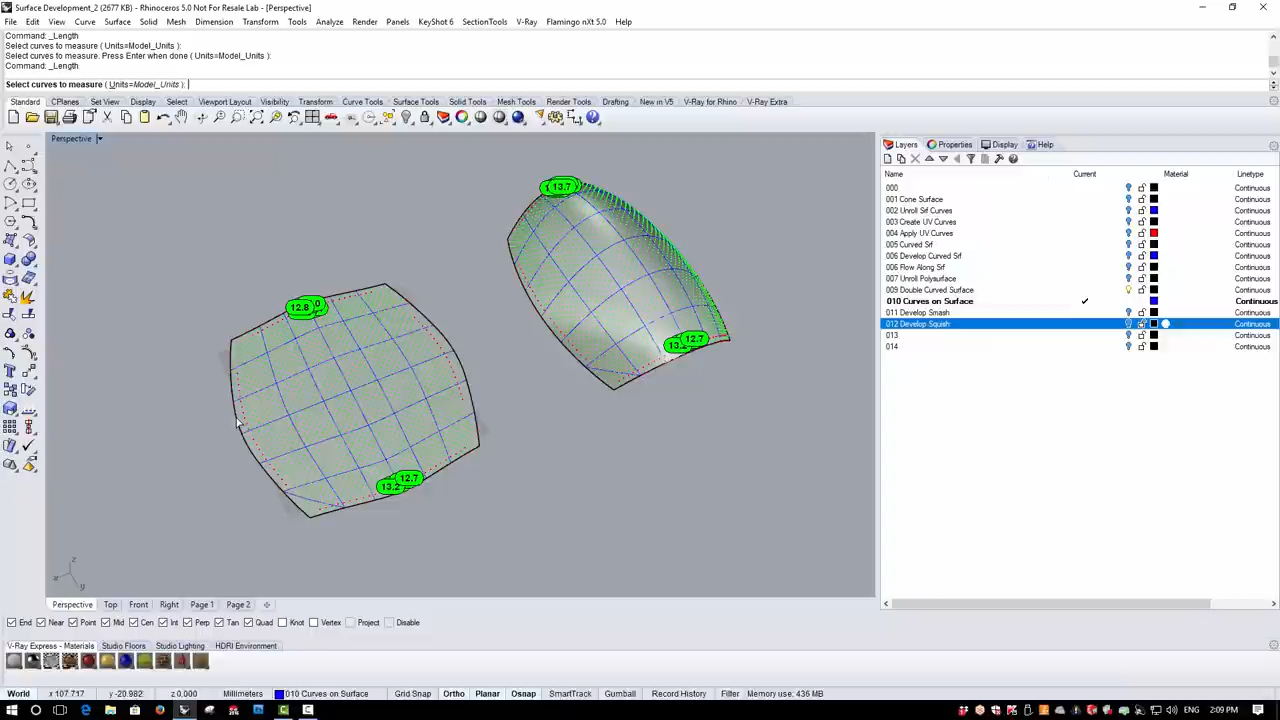 Surface Development_2 (2677 KB) - Rhinoceros 5.0 Not For Resale Lab - [Perspective]
File Edit View Curve Surface Solid Mesh Dimension Transform Tools Analyze Render Panels KeyShot 6 SectionTools V-Ray Flamingo nXt 5.0 Help
Command: _Length
Select curves to measure ( Units=Model_Units ):
Select curves to measure. Press Enter when done ( Units=Model_Units ):
Command: _Length
Select curves to measure ( Units=Model_Units ):
Standard CPlanes Set View Display Select Viewport Layout Visibility Transform Curve Tools Surface Tools Solid Tools Mesh Tools Render Tools Drafting New in V5 V-Ray for Rhino V-Ray Extra
Perspective
Layers Properties Display Help
Name Current Material Linetype
000 Continuous
001 Cone Surface Continuous
002 Unroll Srf Curves Continuous
003 Create UV Curves Continuous
004 Apply UV Curves Continuous
005 Curved Srf Continuous
006 Develop Curved Srf Continuous
006 Flow Along Srf Continuous
007 Unroll Polysurface Continuous
009 Double Curved Surface Continuous
010 Curves on Surface Continuous
011 Develop Smash Continuous
012 Develop Squish Continuous
013 Continuous
014 Continuous
13.7
12.8
12.7
13.2 12.7
z
x y
Perspective Top Front Right Page 1 Page 2
End Near Point Mid Cen Int Perp Tan Quad Knot Vertex Project Disable
V-Ray Express - Materials Studio Floors Studio Lighting HDRI Environment
World x 107.717 y -20.982 z 0.000 Millimeters 010 Curves on Surface Grid Snap Ortho Planar Osnap SmartTrack Gumball Record History Filter Memory use: 436 MB
ENG 2:09 PM